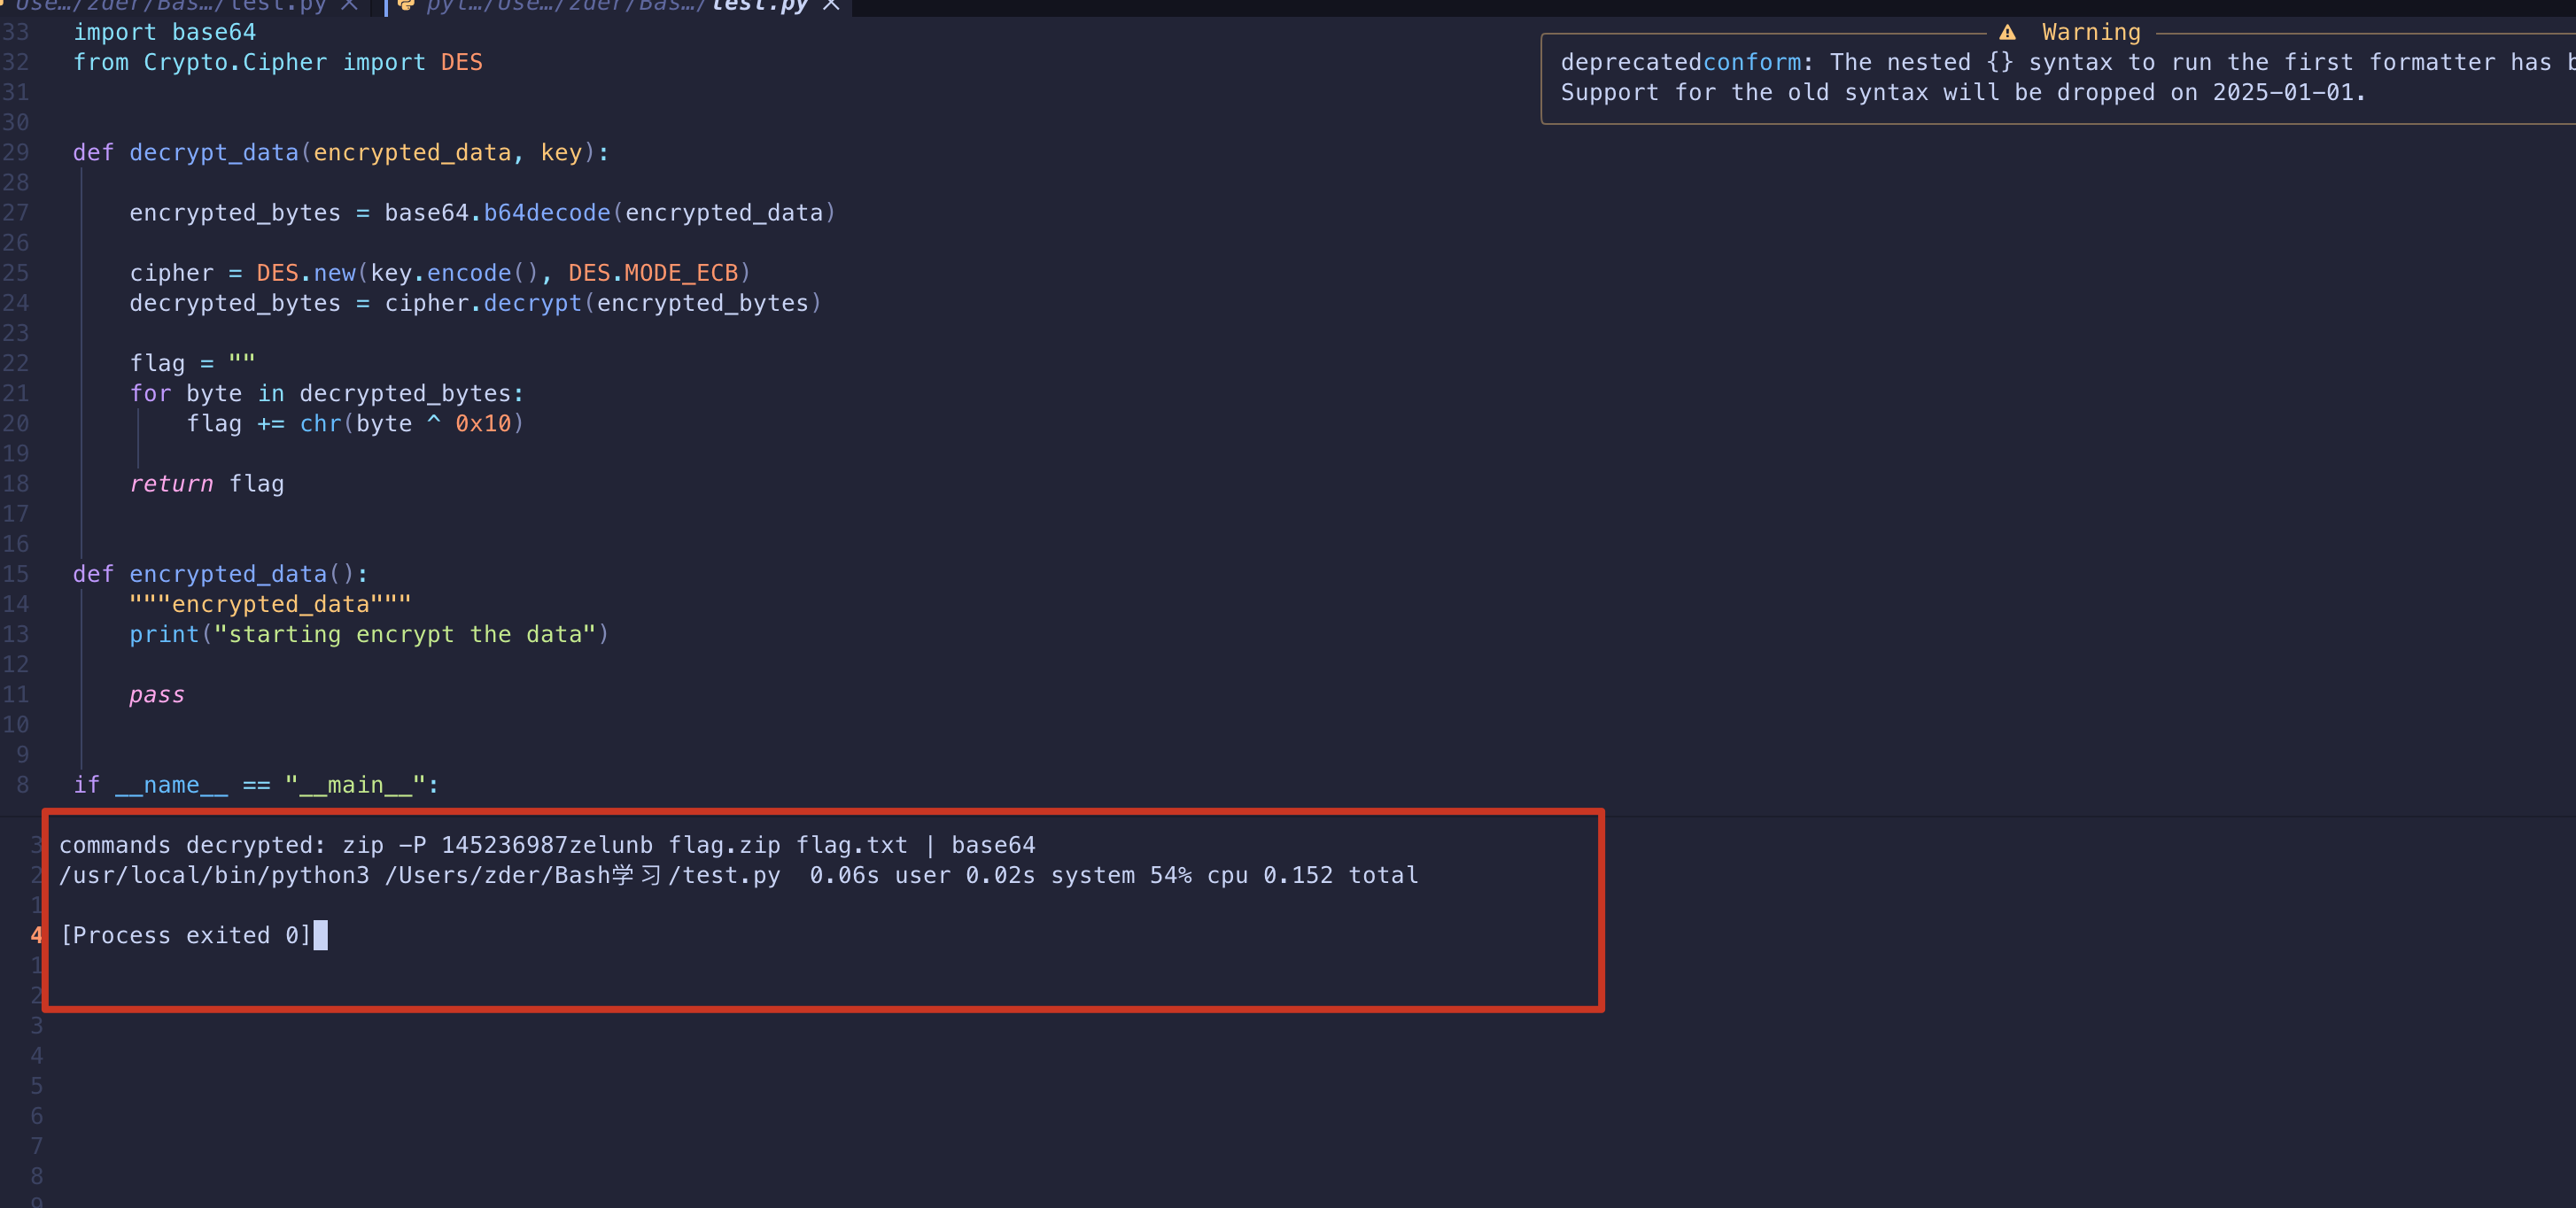 Use…/zder/Bas…/test.py ✕ pyt…/Use…/zder/Bas…/test.py ✕
33 import base64
32 from Crypto.Cipher import DES
31
30
29 def decrypt_data(encrypted_data, key):
28
27     encrypted_bytes = base64.b64decode(encrypted_data)
26
25     cipher = DES.new(key.encode(), DES.MODE_ECB)
24     decrypted_bytes = cipher.decrypt(encrypted_bytes)
23
22     flag = ""
21     for byte in decrypted_bytes:
20         flag += chr(byte ^ 0x10)
19
18     return flag
17
16
15 def encrypted_data():
14     """encrypted_data"""
13     print("starting encrypt the data")
12
11     pass
10
9
8 if __name__ == "__main__":
Warning
deprecatedconform: The nested {} syntax to run the first formatter has
Support for the old syntax will be dropped on 2025-01-01.
3 commands decrypted: zip -P 145236987zelunb flag.zip flag.txt | base64
2 /usr/local/bin/python3 /Users/zder/Bash学习/test.py  0.06s user 0.02s system 54% cpu 0.152 total
1
4 [Process exited 0]
1
2
3
4
5
6
7
8
9